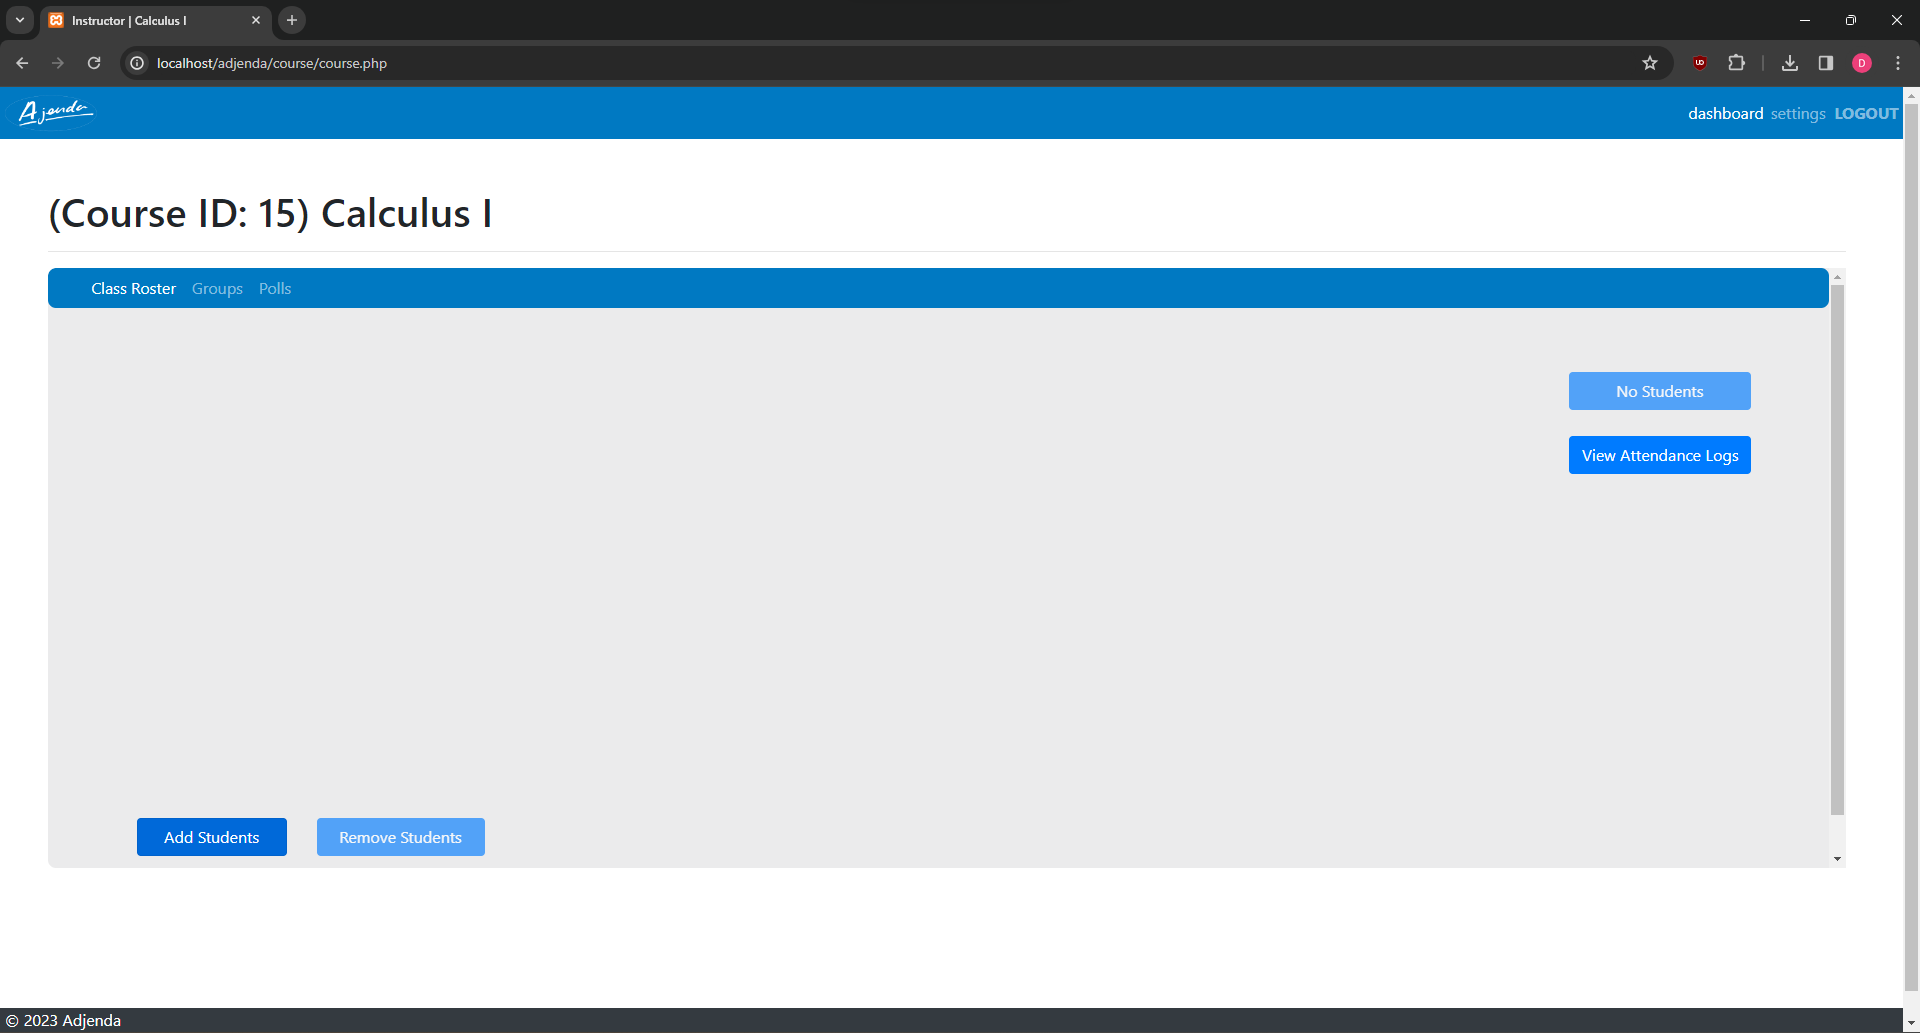 Instructor | Calculus I
localhost/adjenda/course/course.php
D
Ajenda
dashboard settings LOGOUT
(Course ID: 15) Calculus I
Class Roster Groups Polls
No Students
View Attendance Logs
Add Students Remove Students
© 2023 Adjenda